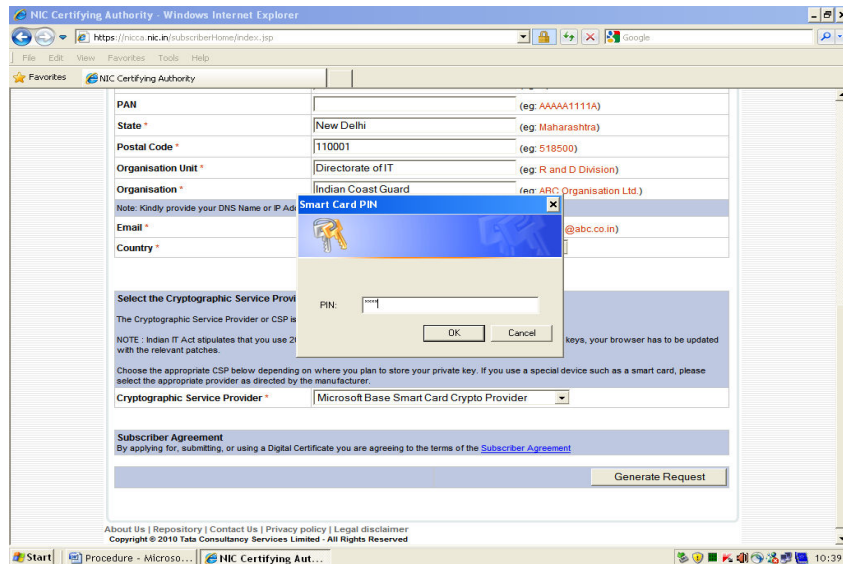 NIC Certifying Authority - Windows Internet Explorer
https://nicca.nic.in/subscriberHome/index.jsp
Google
File Edit View Favorites Tools Help
Favorites
NIC Certifying Authority
PAN
(eg: AAAAA1111A)
State *
New Delhi
(eg: Maharashtra)
Postal Code *
110001
(eg: 518500)
Organisation Unit *
Directorate of IT
(eg: R and D Division)
Organisation *
Indian Coast Guard
(eg: ABC Organisation Ltd.)
Note: Kindly provide your DNS Name or IP
Smart Card PIN
Email *
@abc.co.in)
Country *
Select the Cryptographic Service
PIN:
*****
OK
Cancel
The Cryptographic Service Provider or CSP is
NOTE : Indian IT Act stipulates that you use
keys, your browser has to be updated
with the relevant patches.
Choose the appropriate CSP below depending on where you plan to store your private key. If you use a special device such as a smart card, please
select the appropriate provider as directed by the manufacturer.
Cryptographic Service Provider *
Microsoft Base Smart Card Crypto Provider
Subscriber Agreement
By applying for, submitting, or using a Digital Certificate you are agreeing to the terms of the Subscriber Agreement
Generate Request
About Us | Repository | Contact Us | Privacy policy | Legal disclaimer
Copyright © 2010 Tata Consultancy Services Limited - All Rights Reserved
Start
Procedure - Microso...
NIC Certifying Aut...
10:39